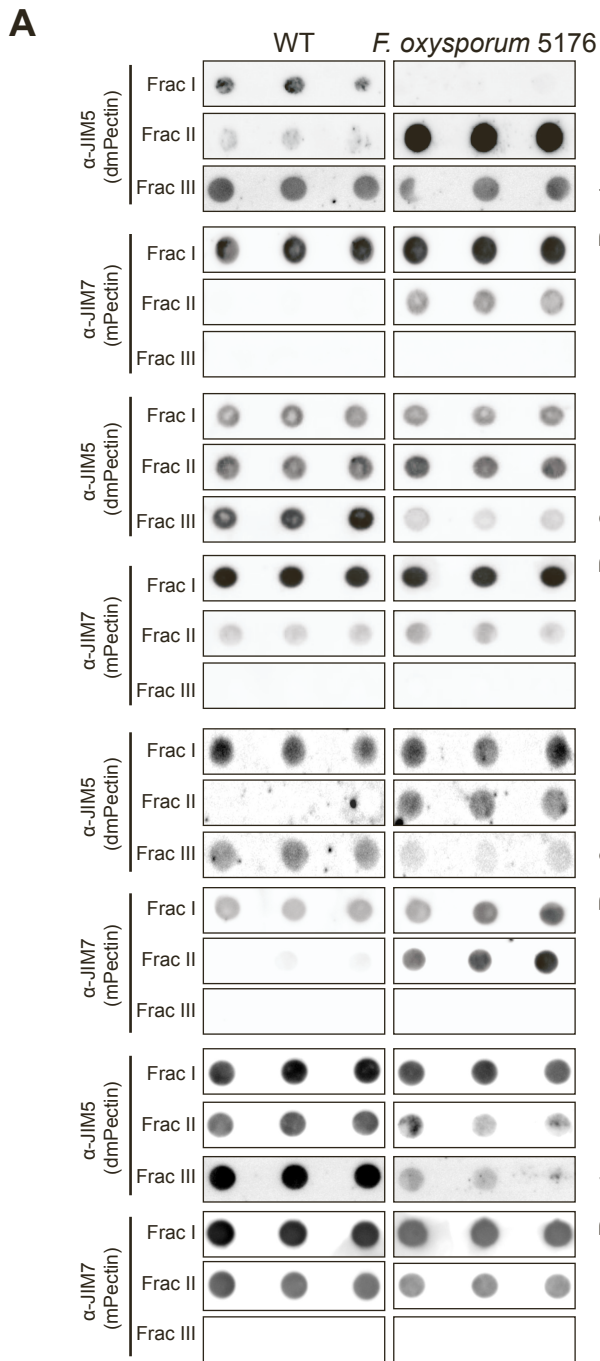 A
WT F. oxysporum 5176
α-JIM5
(dmPectin)
Frac I
Frac II
Frac III
α-JIM7
(mPectin)
Frac I
Frac II
Frac III
α-JIM5
(dmPectin)
Frac I
Frac II
Frac III
α-JIM7
(mPectin)
Frac I
Frac II
Frac III
α-JIM5
(dmPectin)
Frac I
Frac II
Frac III
α-JIM7
(mPectin)
Frac I
Frac II
Frac III
α-JIM5
(dmPectin)
Frac I
Frac II
Frac III
α-JIM7
(mPectin)
Frac I
Frac II
Frac III